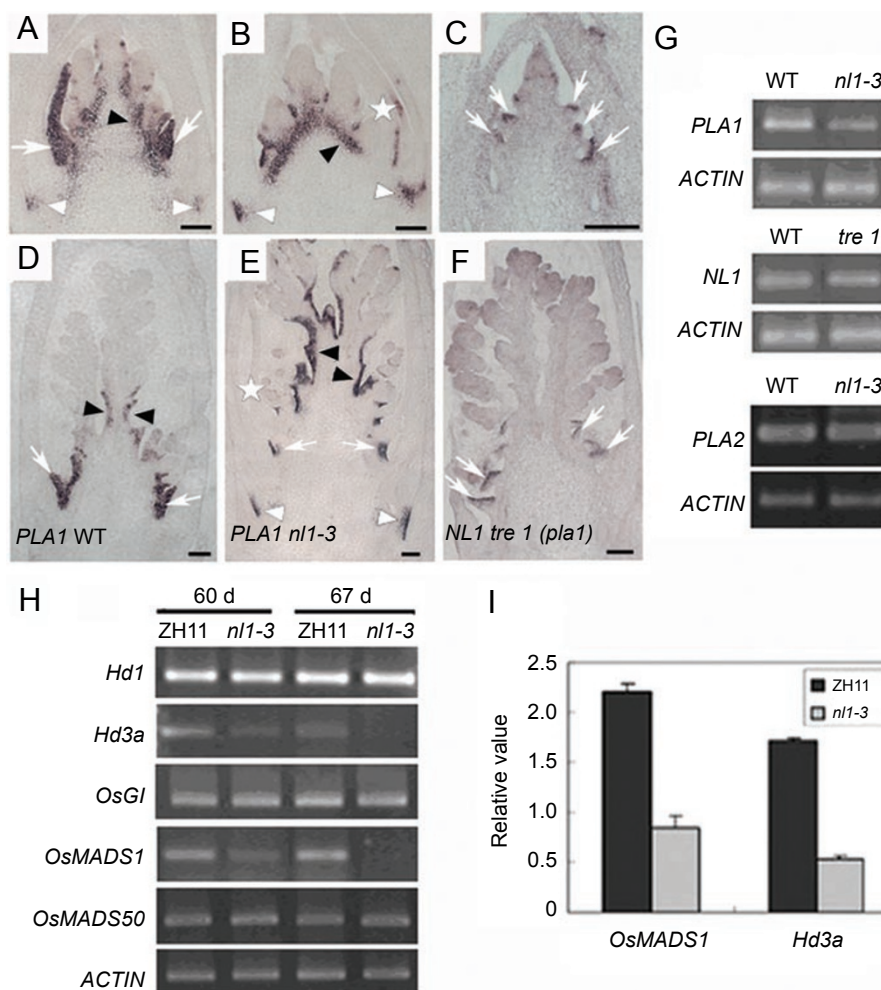 A
B
C
D
PLA1 WT
E
PLA1 nl1-3
F
NL1 tre 1 (pla1)
G
WT nl1-3
PLA1
ACTIN
WT tre 1
NL1
ACTIN
WT nl1-3
PLA2
ACTIN
H
60 d 67 d
ZH11 nl1-3 ZH11 nl1-3
Hd1
Hd3a
OsGI
OsMADS1
OsMADS50
ACTIN
I
2.5
2.0
1.5
1.0
0.5
0
Relative value
ZH11
nl1-3
OsMADS1 Hd3a